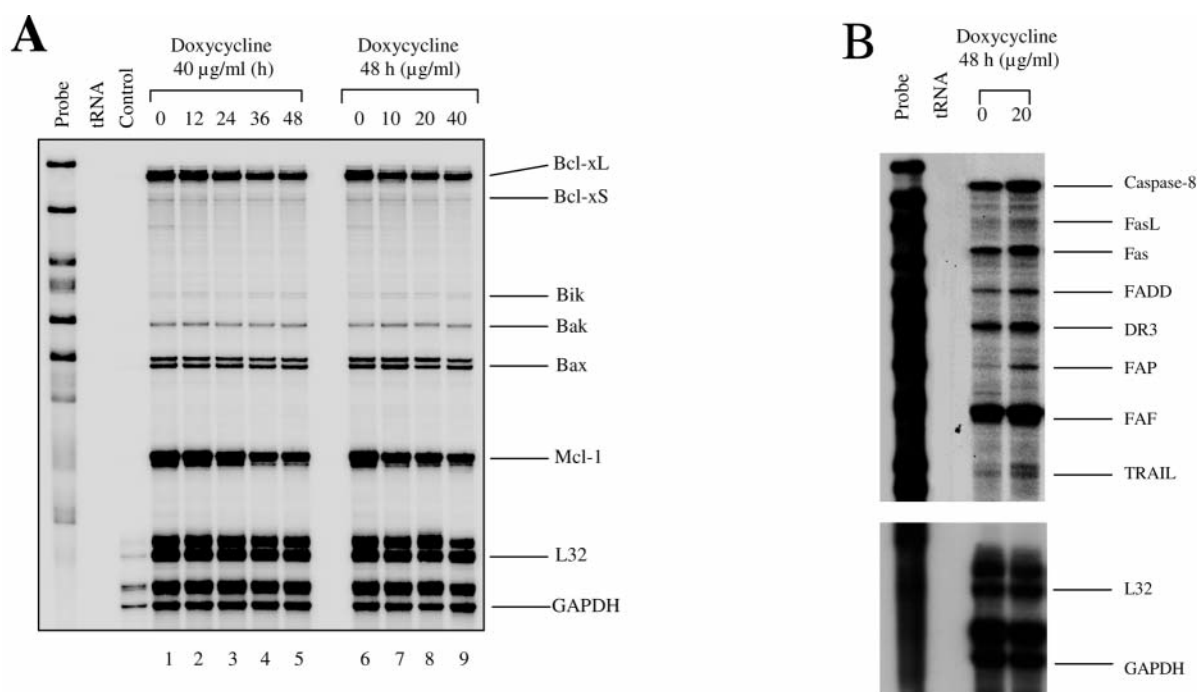 A
Doxycycline
40 µg/ml (h)
Doxycycline
48 h (µg/ml)
Probe
tRNA
Control
0 12 24 36 48
0 10 20 40
Bcl-xL
Bcl-xS
Bik
Bak
Bax
Mcl-1
L32
GAPDH
1 2 3 4 5 6 7 8 9
B
Doxycycline
48 h (µg/ml)
Probe
tRNA
0 20
Caspase-8
FasL
Fas
FADD
DR3
FAP
FAF
TRAIL
L32
GAPDH